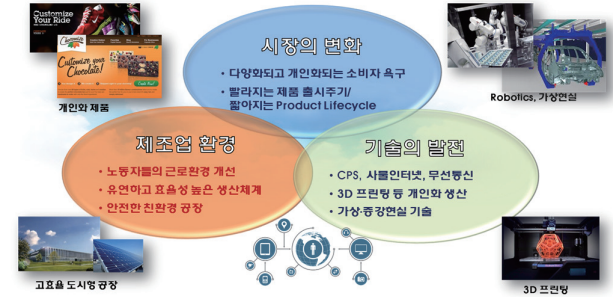 Customize
Your Ride
Chocomize
Customize your
Chocolate!
개인화 제품
시장의 변화
• 다양화되고 개인화되는 소비자 욕구
• 빨라지는 제품 출시주기/
짧아지는 Product Lifecycle
Robotics, 가상현실
제조업 환경
• 노동자들의 근로환경 개선
• 유연하고 효율성 높은 생산체계
• 안전한 친환경 공장
기술의 발전
• CPS, 사물인터넷, 무선통신
• 3D 프린팅 등 개인화 생산
• 가상·증강현실 기술
고효율 도시형 공장
3D 프린팅